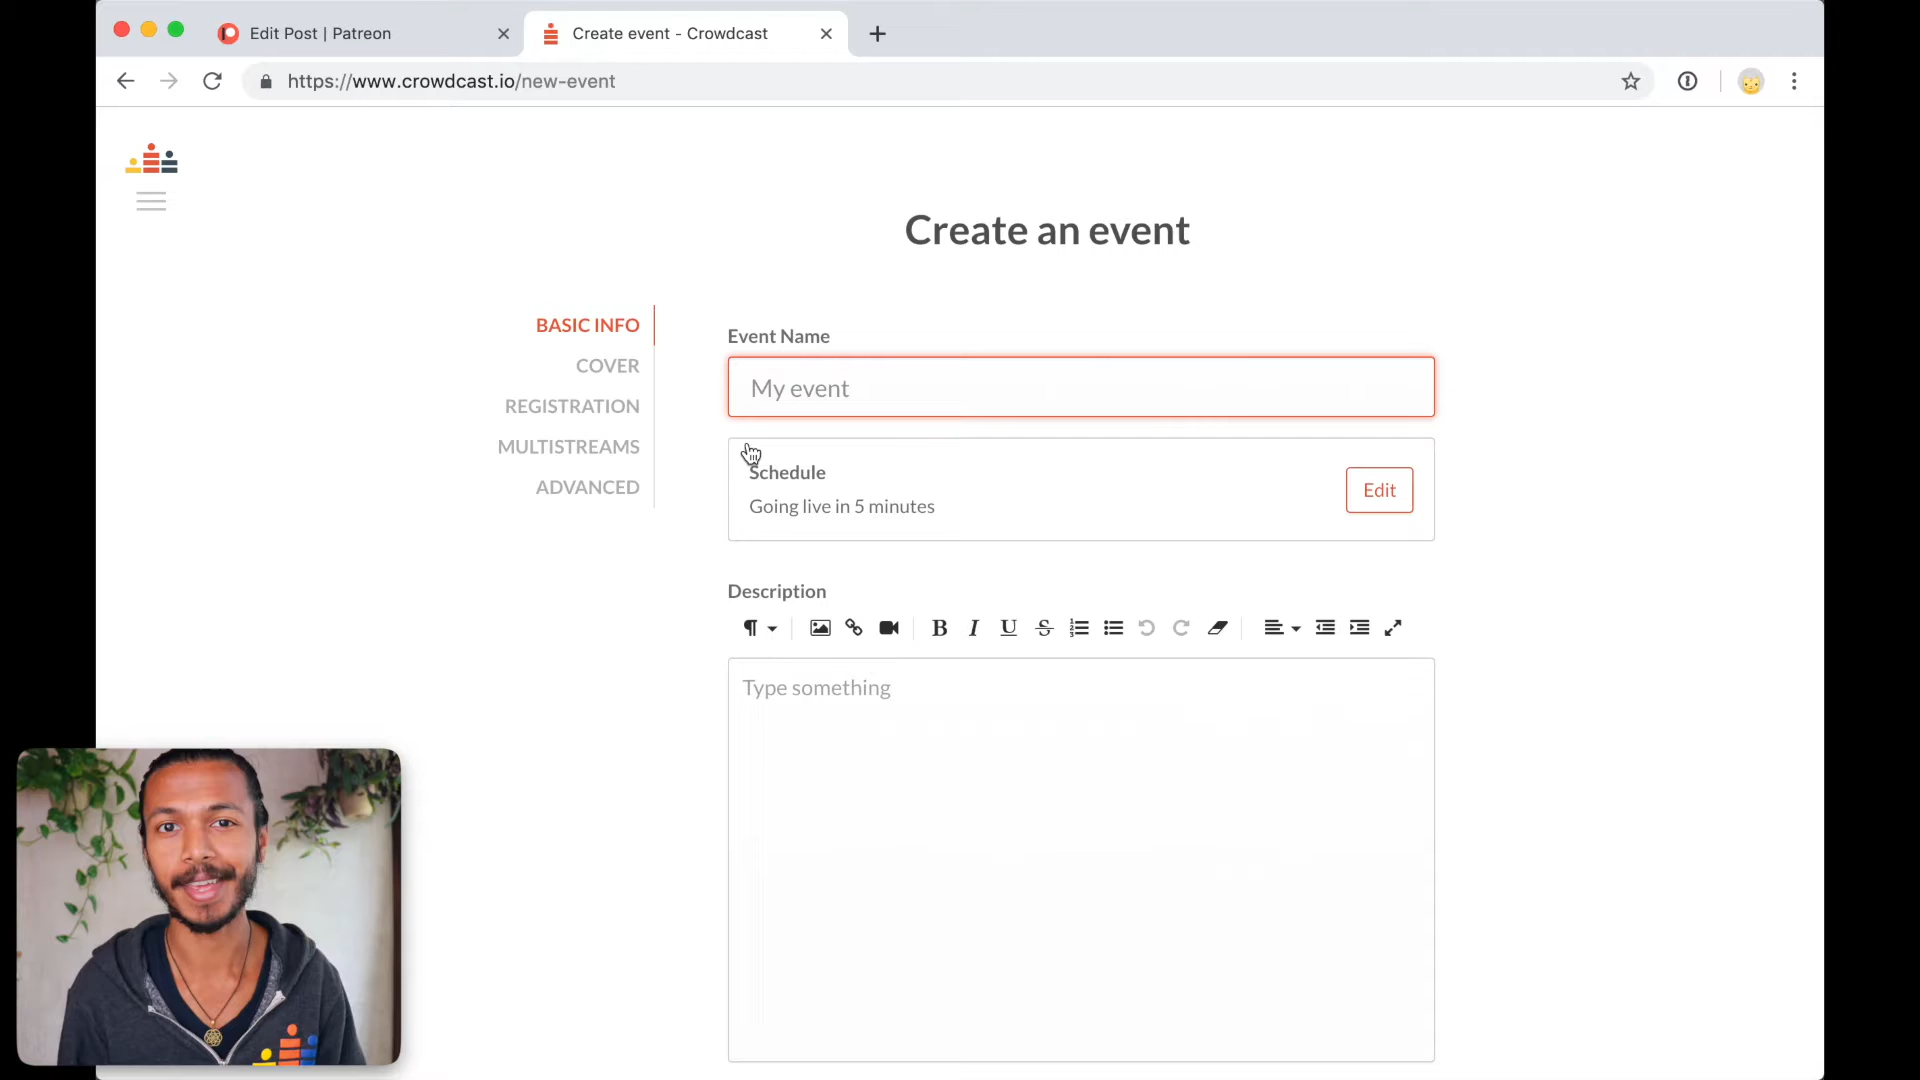 Edit Post | Patreon
Create event - Crowdcast
https://www.crowdcast.io/new-event
Create an event
BASIC INFO
COVER
REGISTRATION
MULTISTREAMS
ADVANCED
Event Name
My event
Schedule
Going live in 5 minutes
Edit
Description
Type something